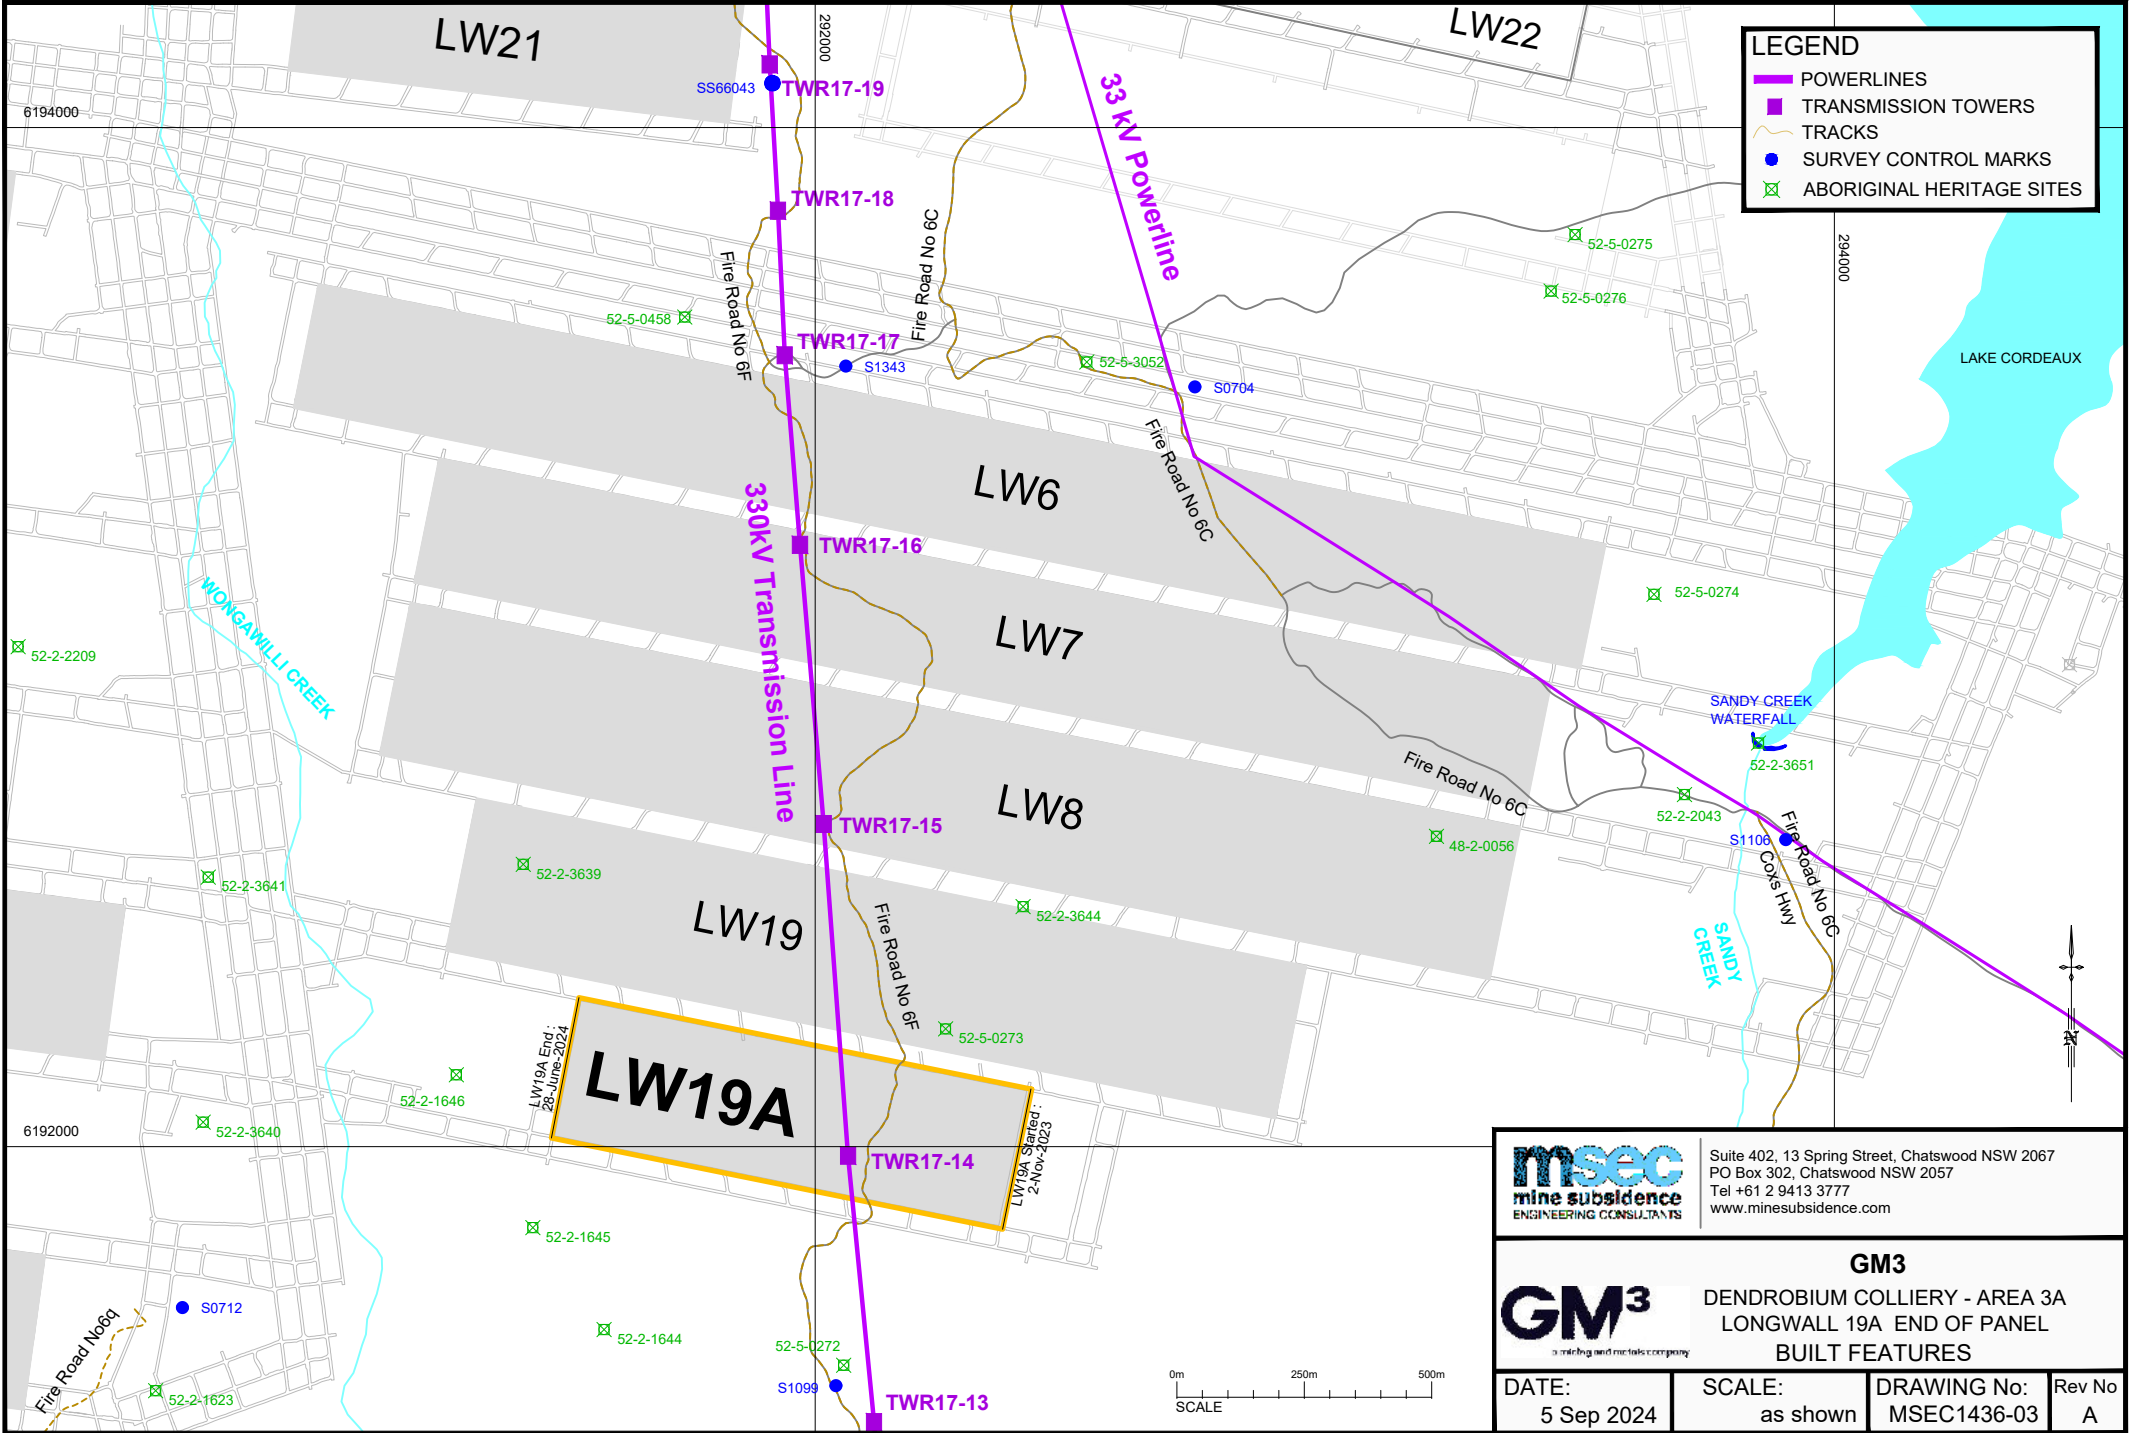 LW21
292000
LW22
SS66043
TWR17-19
6194000
33 kV Powerline
LEGEND
POWERLINES
TRANSMISSION TOWERS
TRACKS
SURVEY CONTROL MARKS
ABORIGINAL HERITAGE SITES
TWR17-18
Fire Road No 6F
Fire Road No 6C
52-5-0275
294000
52-5-0276
52-5-0458
TWR17-17
S1343
52-5-3052
S0704
LAKE CORDEAUX
Fire Road No 6C
LW6
330kV Transmission Line
TWR17-16
WONGAWILLI CREEK
52-5-0274
52-2-2209
LW7
SANDY CREEK
WATERFALL
52-2-3651
Fire Road No 6C
LW8
TWR17-15
52-2-2043
48-2-0056
S1106
Fire Road No 6C
Coxs Hwy
52-2-3639
52-2-3641
LW19
52-2-3644
Fire Road No 6F
SANDY
CREEK
52-5-0273
N
LW19A End :
28-June-2024
LW19A
52-2-1646
52-2-3640
6192000
TWR17-14
LW19A Started :
2-Nov-2023
52-2-1645
S0712
52-2-1644
52-5-0272
Fire Road No6q
52-2-1623
S1099
TWR17-13
0m
250m
500m
SCALE
msec
mine subsidence
ENGINEERING CONSULTANTS
Suite 402, 13 Spring Street, Chatswood NSW 2067
PO Box 302, Chatswood NSW 2057
Tel +61 2 9413 3777
www.minesubsidence.com
GM3
GM³
a mining and metals company
DENDROBIUM COLLIERY - AREA 3A
LONGWALL 19A END OF PANEL
BUILT FEATURES
DATE:
5 Sep 2024
SCALE:
as shown
DRAWING No:
MSEC1436-03
Rev No
A